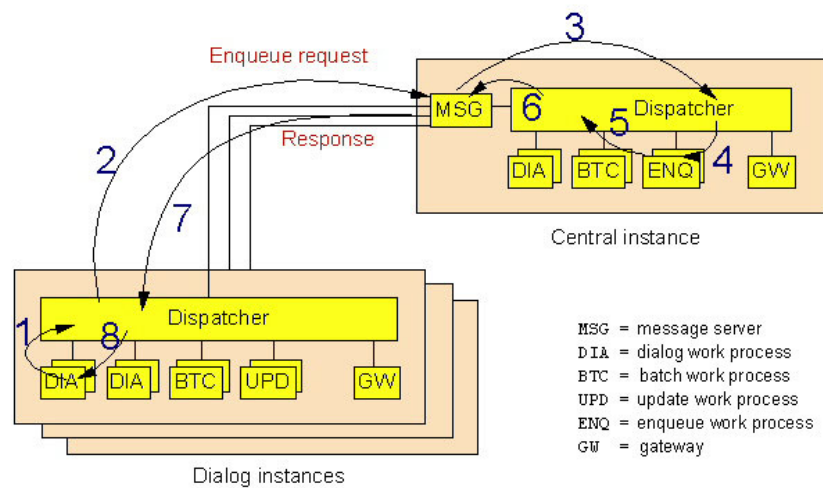 3
Enqueue request
MSG
6
Dispatcher
2
Response
5
4
DIA
BTC
ENQ
GW
7
Central instance
Dispatcher
1
8
DIA
DIA
BTC
UPD
GW
Dialog instances
MSG = message server
DIA = dialog work process
BTC = batch work process
UPD = update work process
ENQ = enqueue work process
GW = gateway